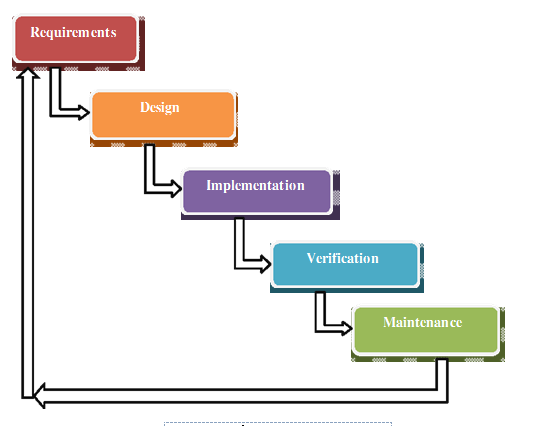 Requirements
Design
Implementation
Verification
Maintenance